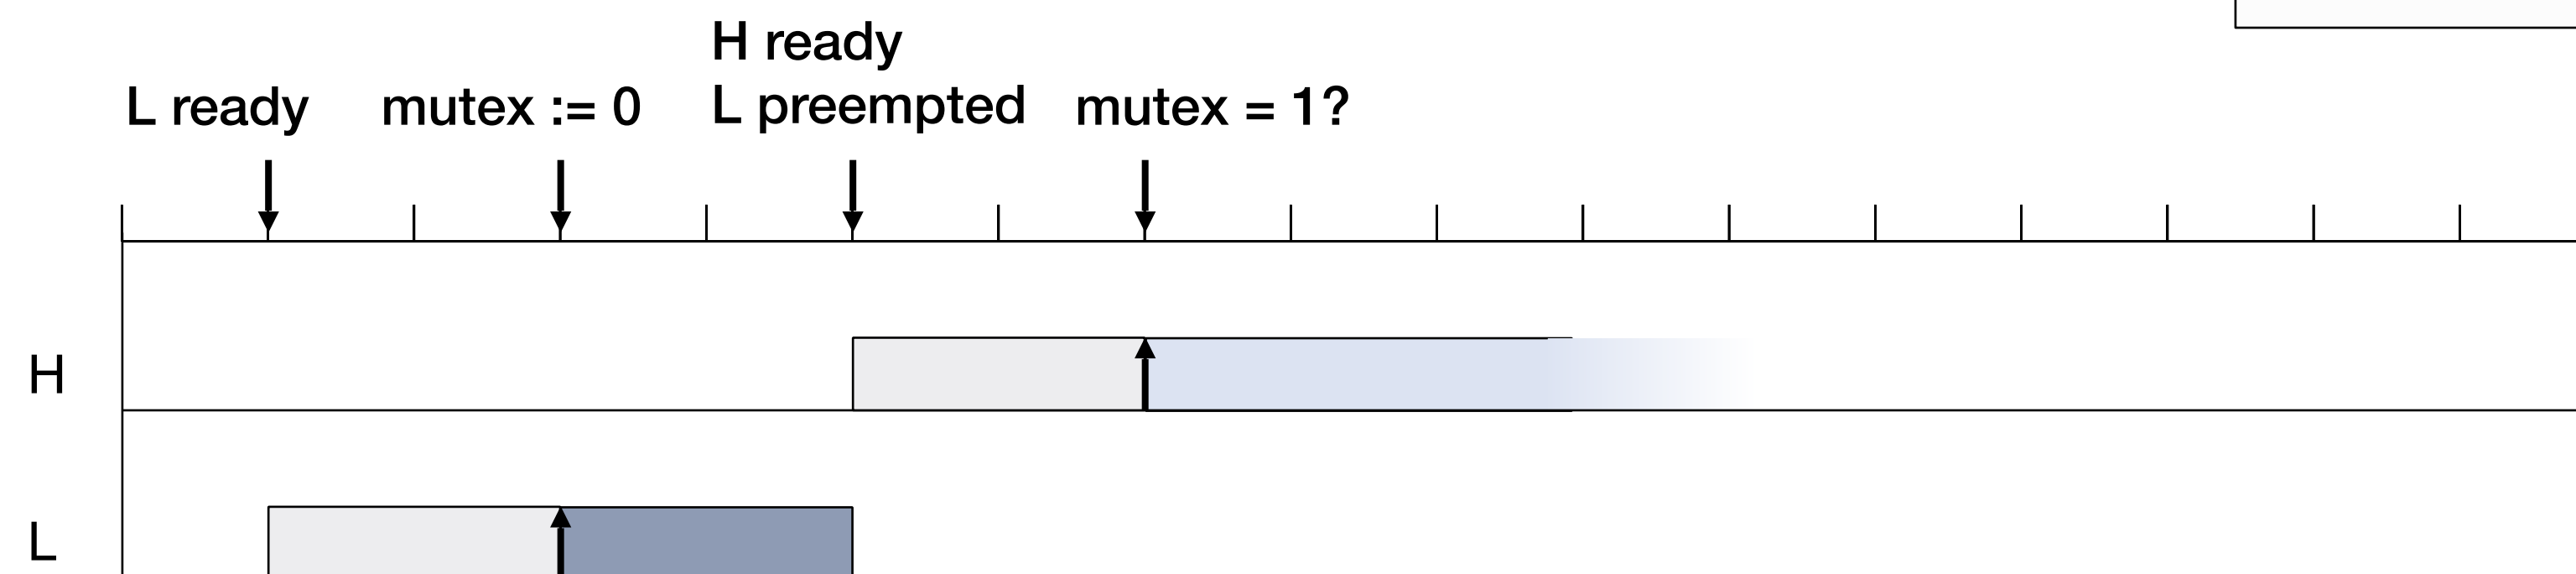 H ready
L ready mutex := 0 L preempted mutex = 1?
H
L